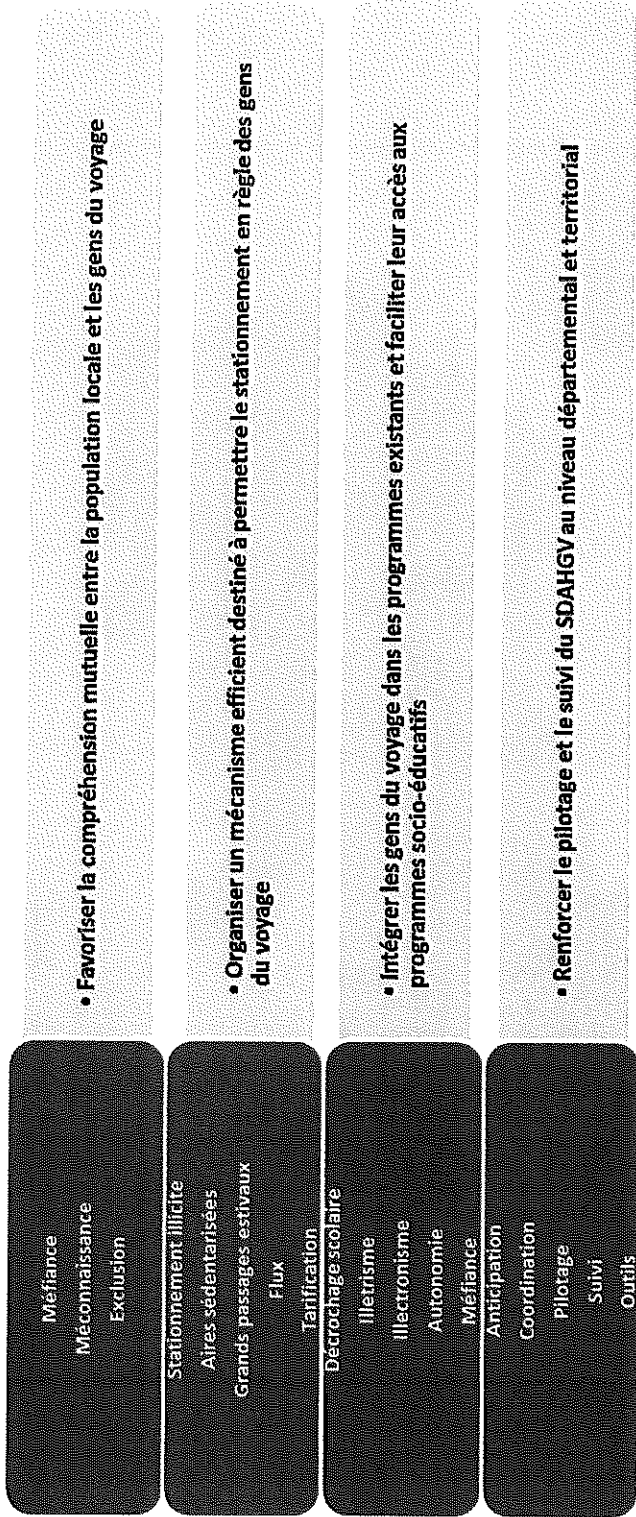 Méfiance
Méconnaissance
Exclusion
• Favoriser la compréhension mutuelle entre la population locale et les gens du voyage
Stationnement illicite
Aires sédentarisées
Grands passages estivaux
Flux
Tarification
• Organiser un mécanisme efficient destiné à permettre le stationnement en règle des gens
du voyage
Décrochage scolaire
Illetrisme
Illectronisme
Autonomie
Méfiance
• Intégrer les gens du voyage dans les programmes existants et faciliter leur accès aux
programmes socio-éducatifs
Anticipation
Coordination
Pilotage
Suivi
Outils
• Renforcer le pilotage et le suivi du SDAHGV au niveau départemental et territorial